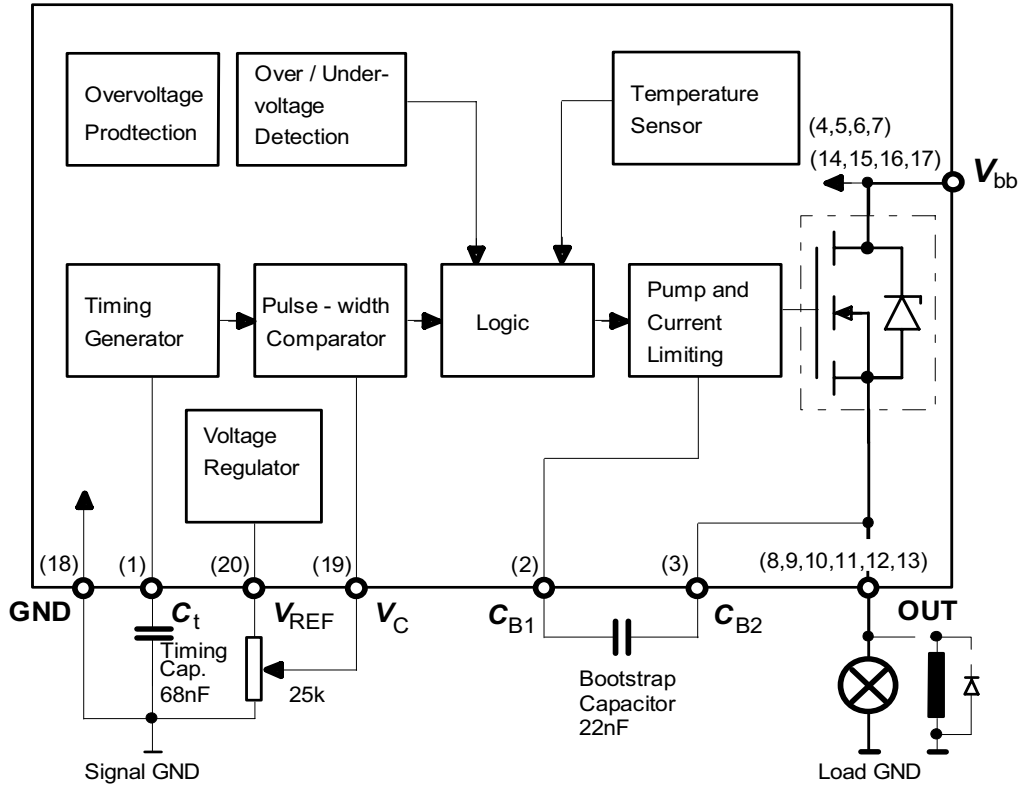 Overvoltage
Prodtection
Over / Under-
voltage
Detection
Temperature
Sensor
(4,5,6,7)
(14,15,16,17)
Vbb
Timing
Generator
Pulse - width
Comparator
Logic
Pump and
Current
Limiting
Voltage
Regulator
(18)
(1)
(20)
(19)
(2)
(3)
(8,9,10,11,12,13)
GND
Ct
VREF
VC
CB1
CB2
OUT
Timing
Cap.
68nF
25k
Bootstrap
Capacitor
22nF
Signal GND
Load GND